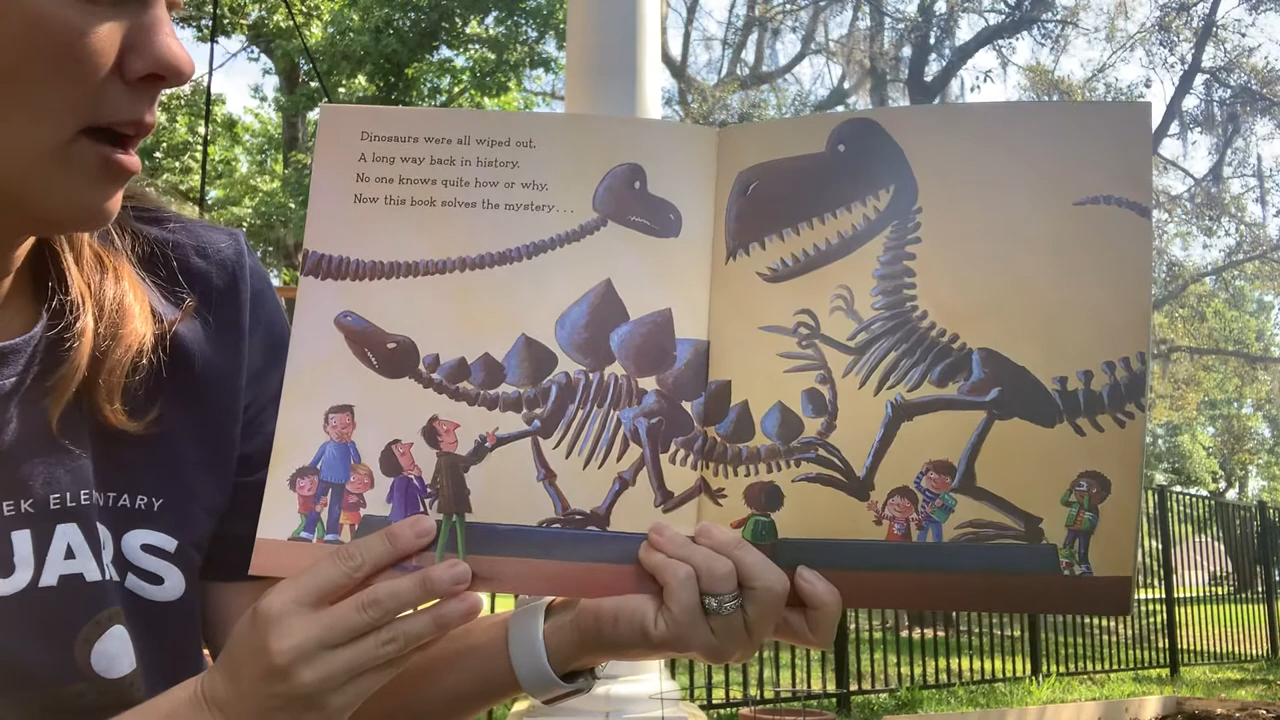 Dinosaurs were all wiped out,
A long way back in history.
No one knows quite how or why.
Now this book solves the mystery...
EK ELEMENTARY
UARS